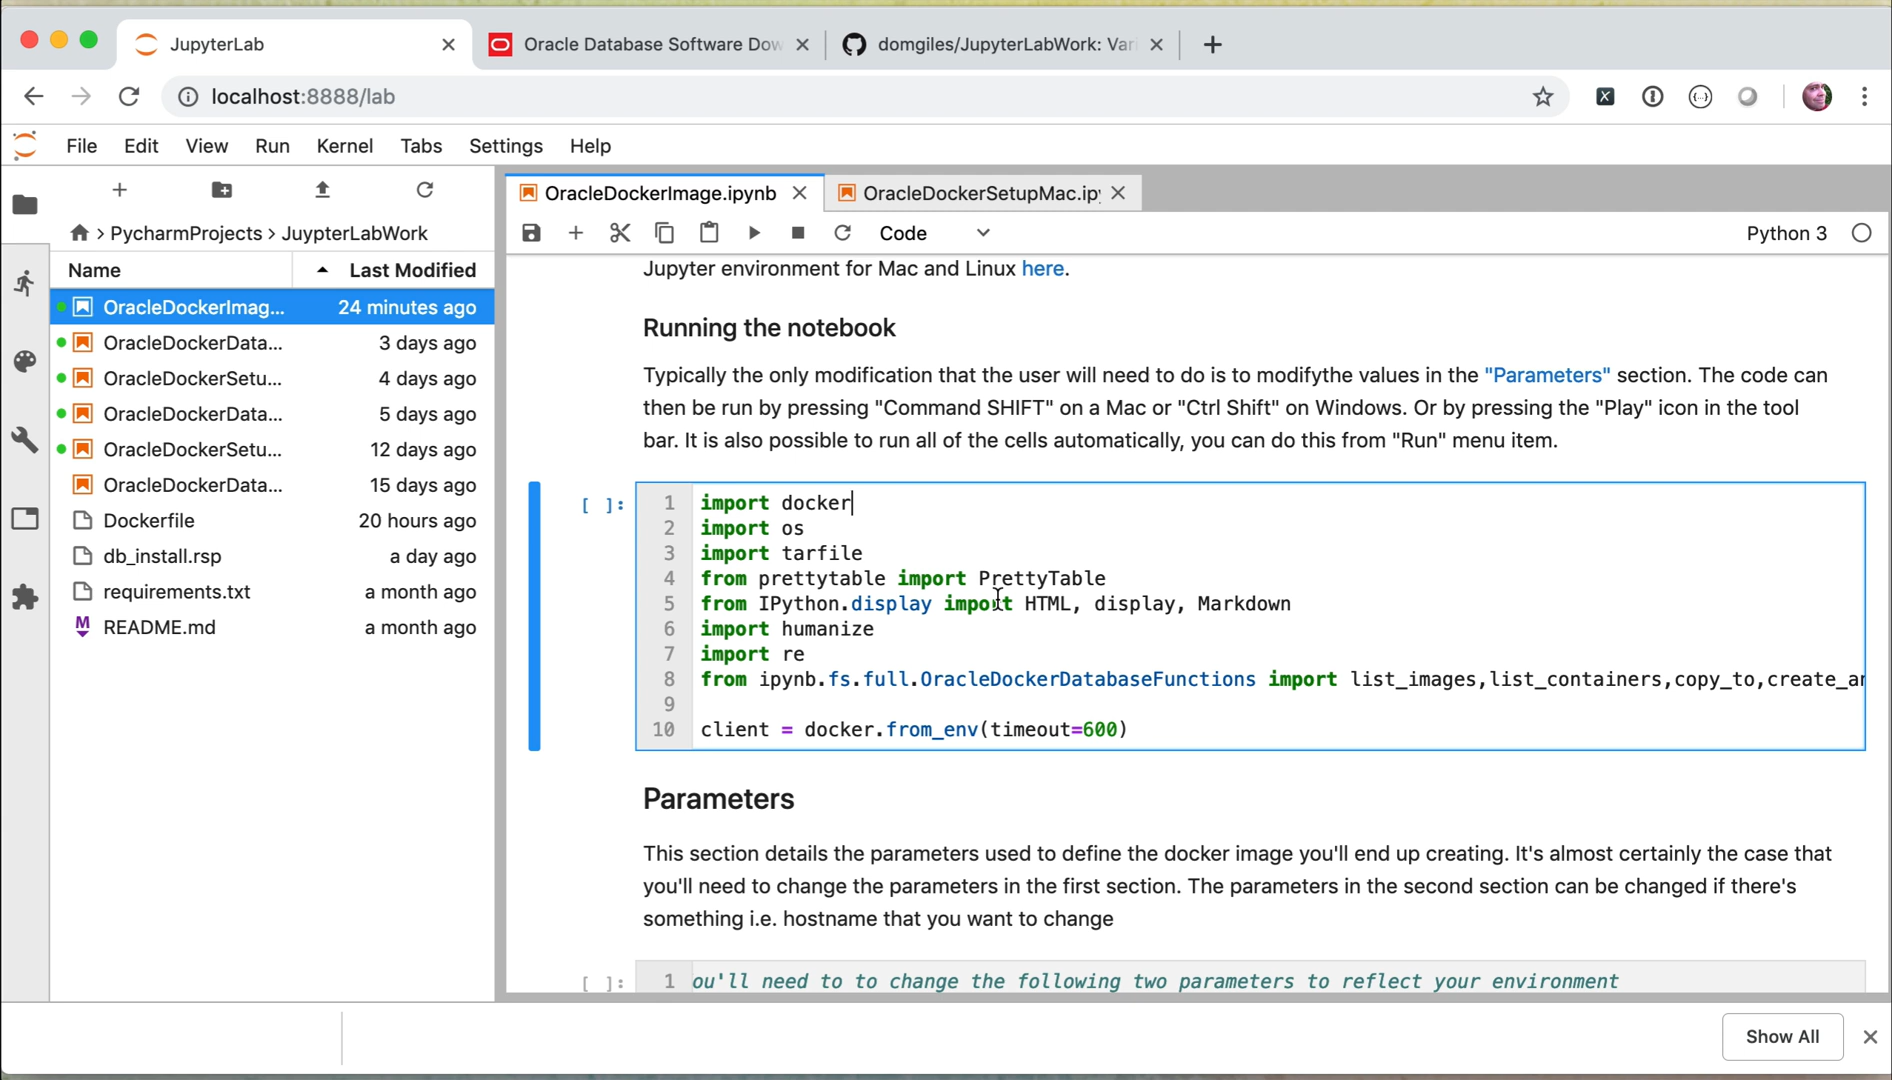 JupyterLab
Oracle Database Software Dow
domgiles/JupyterLabWork: Vari
localhost:8888/lab
File Edit View Run Kernel Tabs Settings Help
OracleDockerImage.ipynb
OracleDockerSetupMac.ipy
> PycharmProjects > JuypterLabWork
Code
Python 3
Name Last Modified
OracleDockerImag... 24 minutes ago
OracleDockerData... 3 days ago
OracleDockerSetu... 4 days ago
OracleDockerData... 5 days ago
OracleDockerSetu... 12 days ago
OracleDockerData... 15 days ago
Dockerfile 20 hours ago
db_install.rsp a day ago
requirements.txt a month ago
README.md a month ago
Jupyter environment for Mac and Linux here.
Running the notebook
Typically the only modification that the user will need to do is to modifythe values in the "Parameters" section. The code can
then be run by pressing "Command SHIFT" on a Mac or "Ctrl Shift" on Windows. Or by pressing the "Play" icon in the tool
bar. It is also possible to run all of the cells automatically, you can do this from "Run" menu item.
[ ]: 1 import docker
2 import os
3 import tarfile
4 from prettytable import PrettyTable
5 from IPython.display import HTML, display, Markdown
6 import humanize
7 import re
8 from ipynb.fs.full.OracleDockerDatabaseFunctions import list_images,list_containers,copy_to,create_ar
9
10 client = docker.from_env(timeout=600)
Parameters
This section details the parameters used to define the docker image you'll end up creating. It's almost certainly the case that
you'll need to change the parameters in the first section. The parameters in the second section can be changed if there's
something i.e. hostname that you want to change
[ ]: 1 ou'll need to to change the following two parameters to reflect your environment
Show All